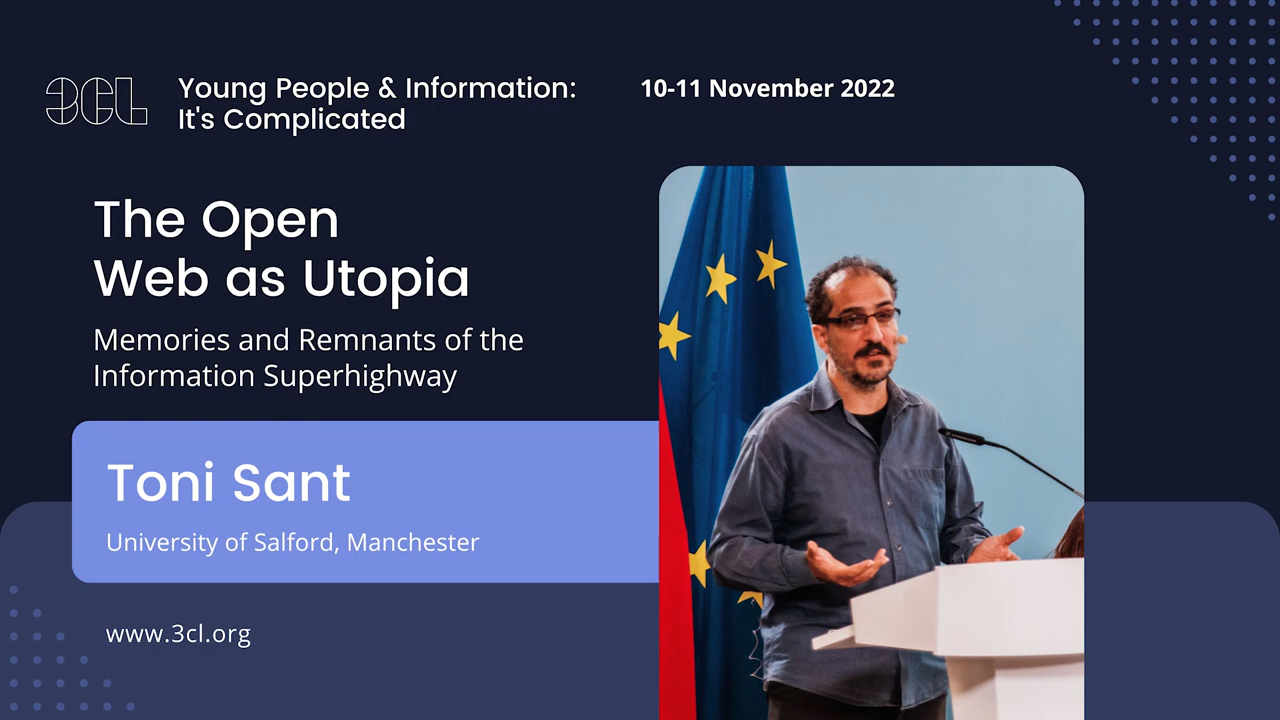 3CL
Young People & Information:
It's Complicated
10-11 November 2022
The Open
Web as Utopia
Memories and Remnants of the
Information Superhighway
Toni Sant
University of Salford, Manchester
www.3cl.org